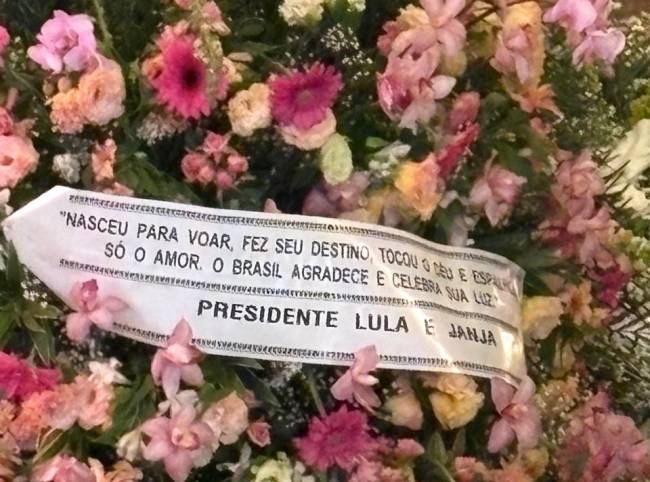 "NASCEU PARA VOAR, FEZ SEU DESTINO, TOCOU O CÉU E
SÓ O AMOR. O BRASIL AGRADECE E CELEBRA SUA LUZ."
PRESIDENTE LULA E JANJA